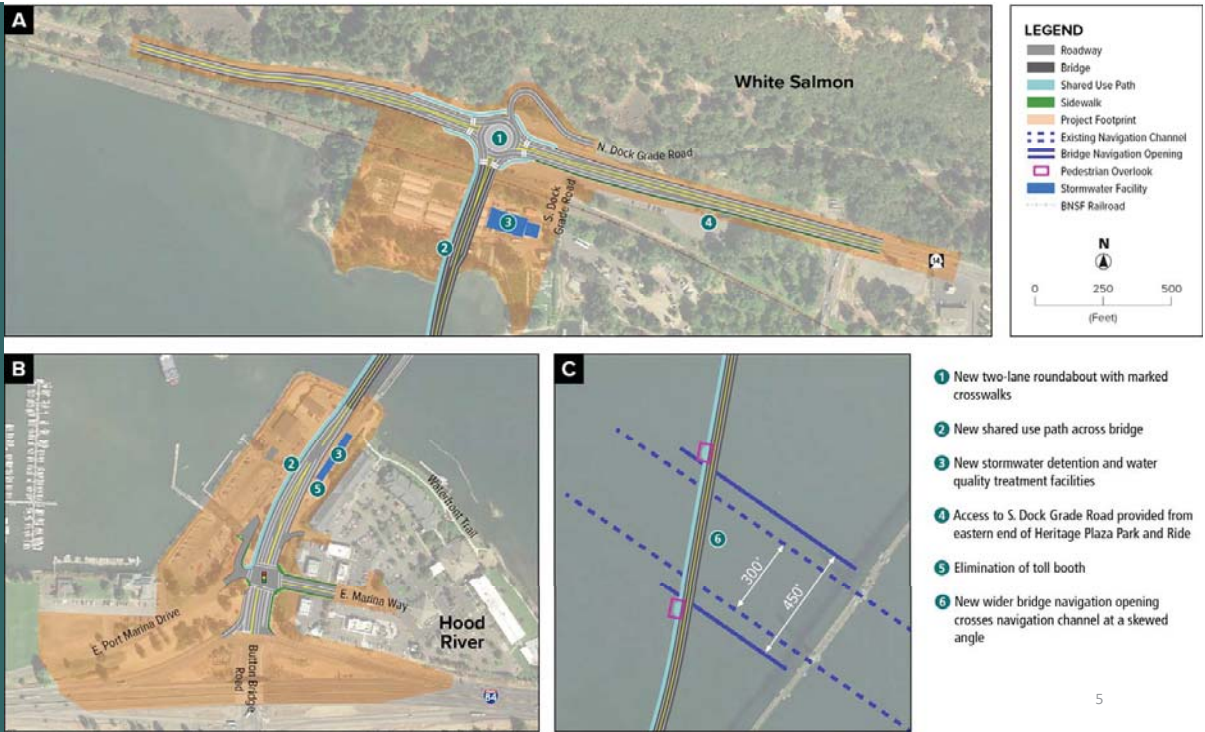 A
White Salmon
1
N. Dock Grade Road
S. Dock
Grade Road
3
4
2
14
LEGEND
Roadway
Bridge
Shared Use Path
Sidewalk
Project Footprint
Existing Navigation Channel
Bridge Navigation Opening
Pedestrian Overlook
Stormwater Facility
BNSF Railroad
N
0 250 500
(Feet)
B
2
3
5
Waterfront Trail
E. Marina Way
E. Port Marina Drive
Hood
River
Button Bridge
Road
84
C
6
300'
450'
1 New two-lane roundabout with marked
crosswalks
2 New shared use path across bridge
3 New stormwater detention and water
quality treatment facilities
4 Access to S. Dock Grade Road provided from
eastern end of Heritage Plaza Park and Ride
5 Elimination of toll booth
6 New wider bridge navigation opening
crosses navigation channel at a skewed
angle
5